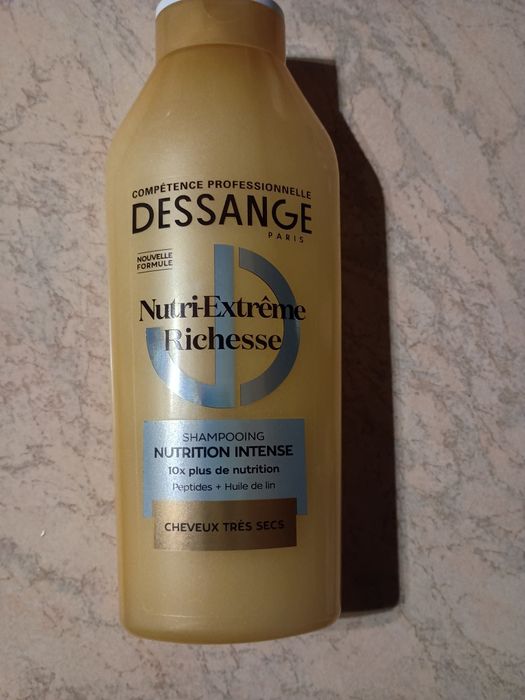 COMPÉTENCE PROFESSIONNELLE
DESSANGE
PARIS
NOUVELLE
FORMULE
Nutri-Extrême
Richesse
SHAMPOOING
NUTRITION INTENSE
10x plus de nutrition
Peptides + Huile de lin
CHEVEUX TRÈS SECS